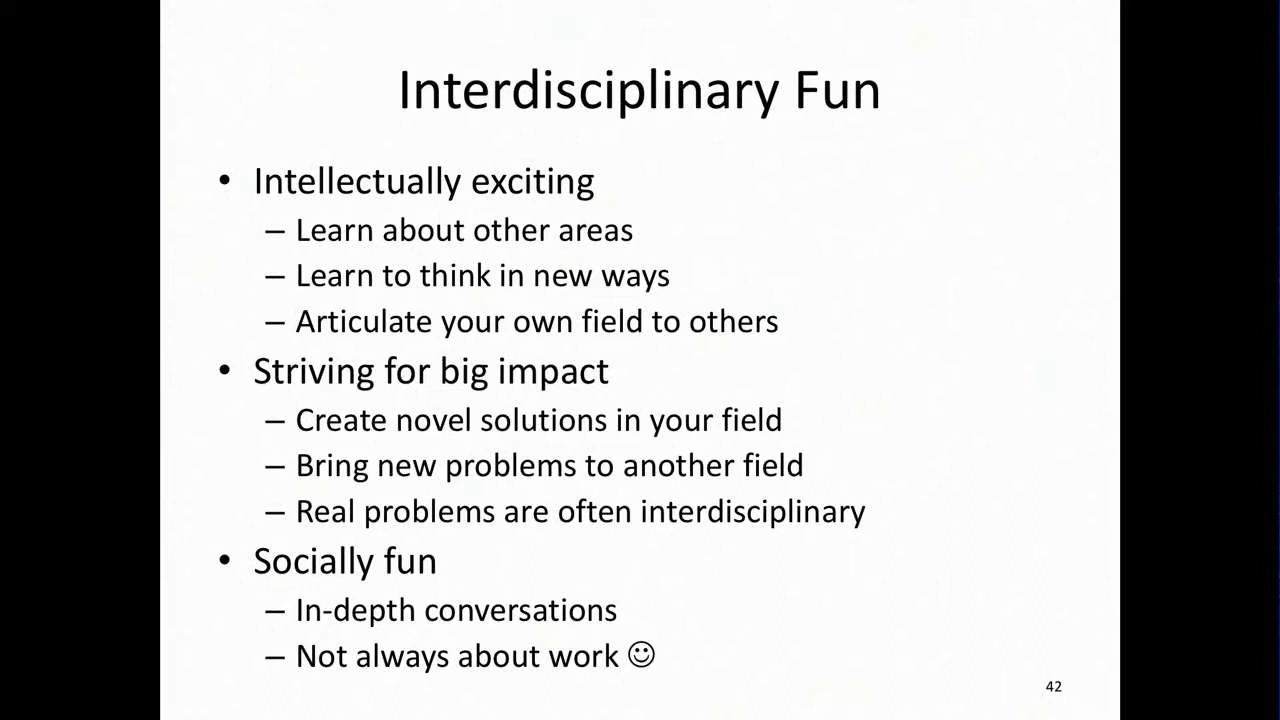 Interdisciplinary Fun
• Intellectually exciting
– Learn about other areas
– Learn to think in new ways
– Articulate your own field to others
• Striving for big impact
– Create novel solutions in your field
– Bring new problems to another field
– Real problems are often interdisciplinary
• Socially fun
– In-depth conversations
– Not always about work ☺
42